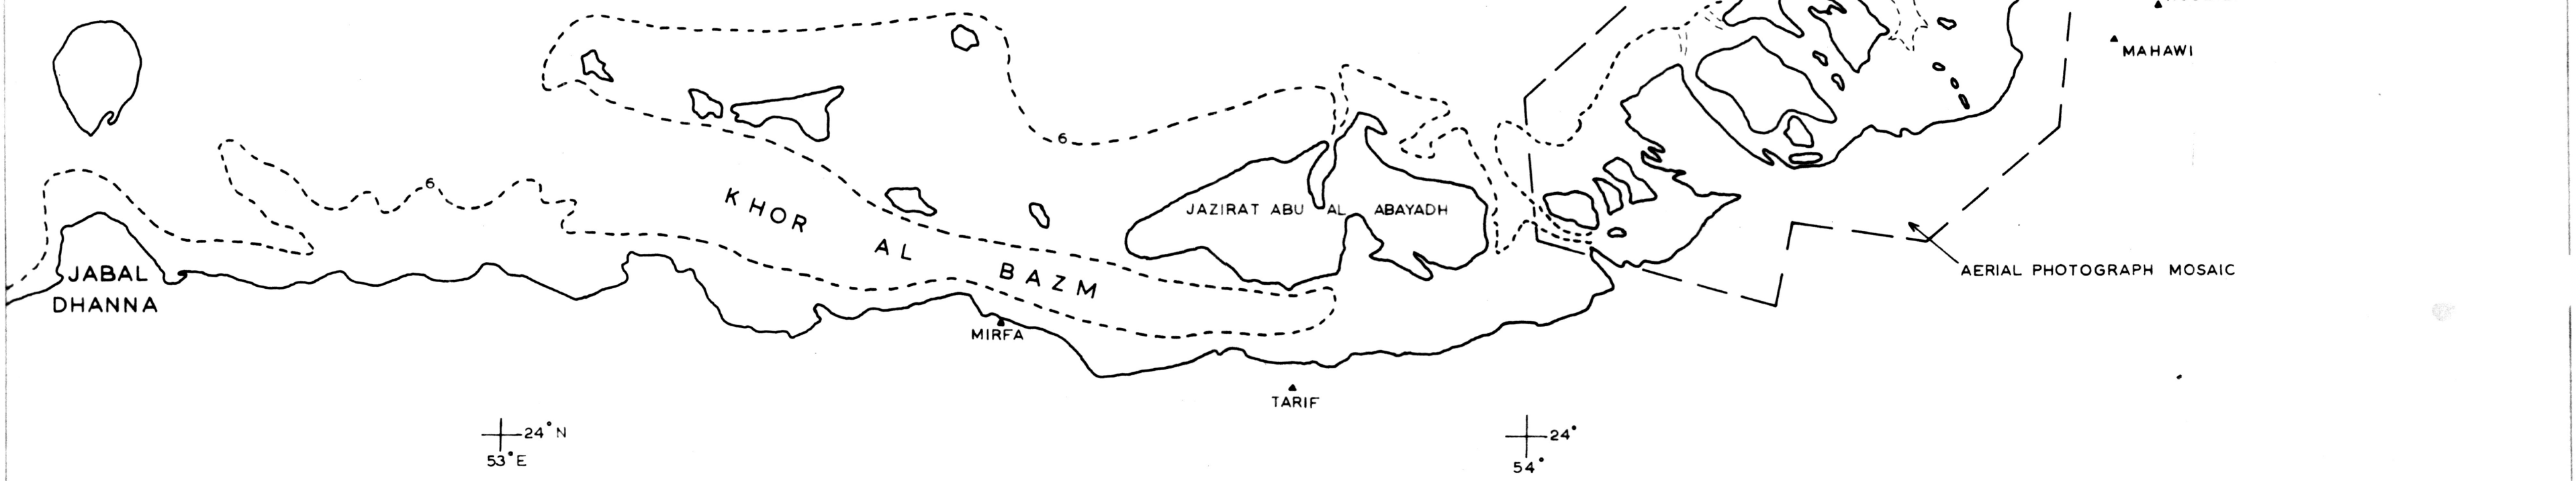 MAHAWI
6
6
KHOR
AL
BAZM
JAZIRAT ABU AL ABAYADH
JABAL
DHANNA
AERIAL PHOTOGRAPH MOSAIC
MIRFA
TARIF
24° N
53° E
24°
54°